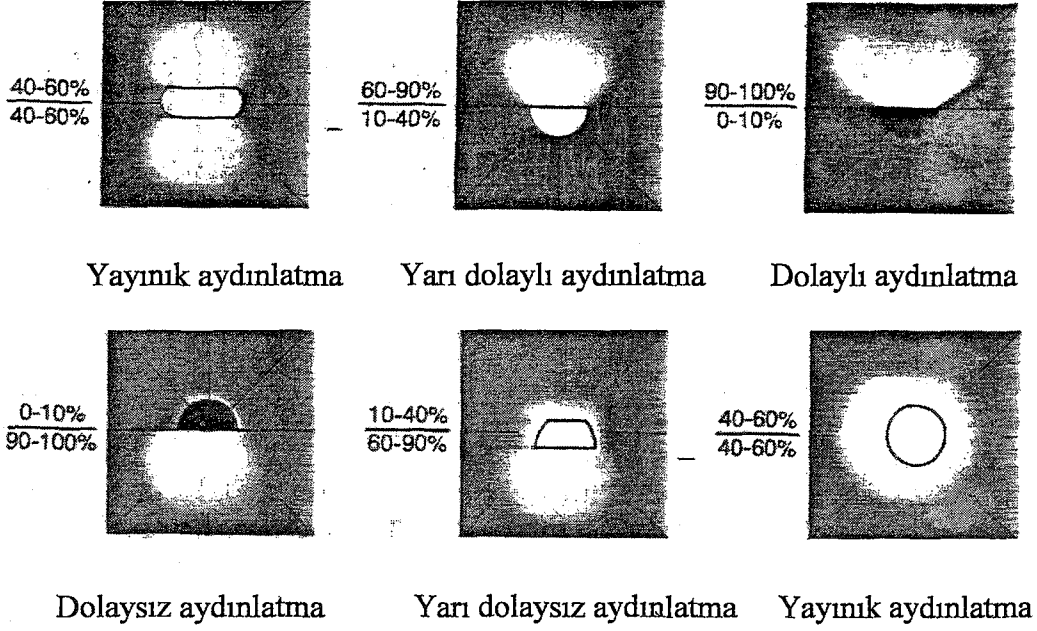 40-60%
40-60%
60-90%
10-40%
90-100%
0-10%
Yayınık aydınlatma
Yarı dolaylı aydınlatma
Dolaylı aydınlatma
0-10%
90-100%
10-40%
60-90%
40-60%
40-60%
Dolaysız aydınlatma
Yarı dolaysız aydınlatma
Yayınık aydınlatma